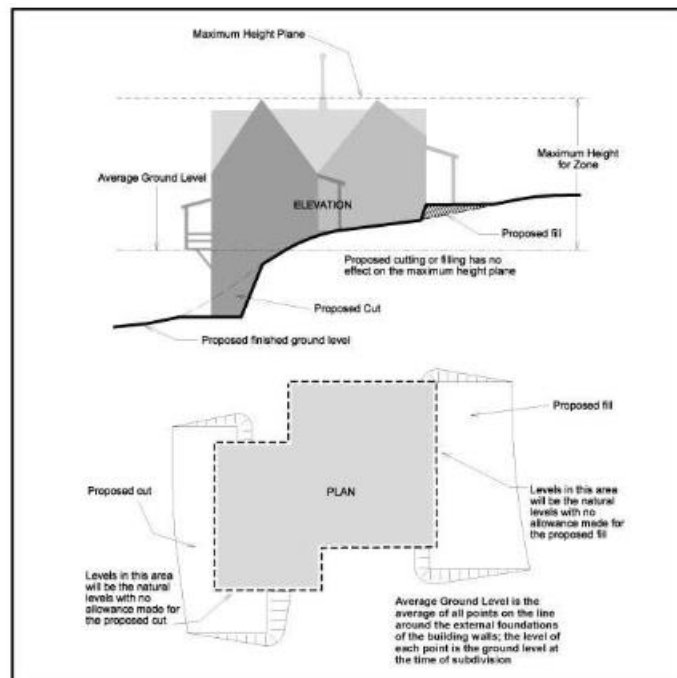 Maximum Height Plane
Maximum Height
for Zone
Average Ground Level
ELEVATION
Proposed fill
Proposed cutting or filling has no
effect on the maximum height plane
Proposed Cut
Proposed finished ground level
Proposed fill
PLAN
Proposed cut
Levels in this area
will be the natural
levels with no
allowance made for
the proposed fill
Levels in this area
will be the natural
levels with no
allowance made for
the proposed cut
Average Ground Level is the
average of all points on the line
around the external foundations
of the building walls; the level of
each point is the ground level at
the time of subdivision